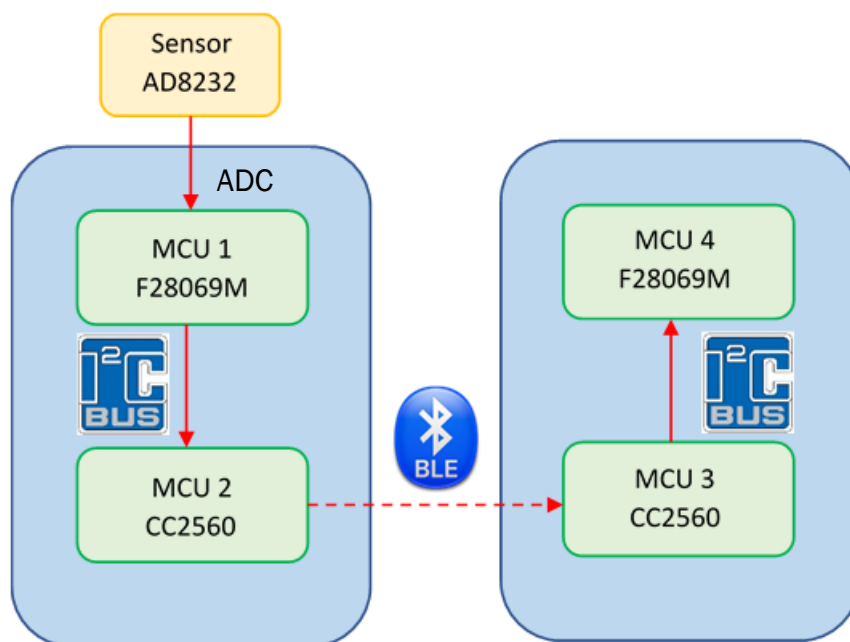 Sensor
AD8232
ADC
MCU 1
F28069M
I²C
BUS
MCU 2
CC2560
BLE
MCU 4
F28069M
I²C
BUS
MCU 3
CC2560